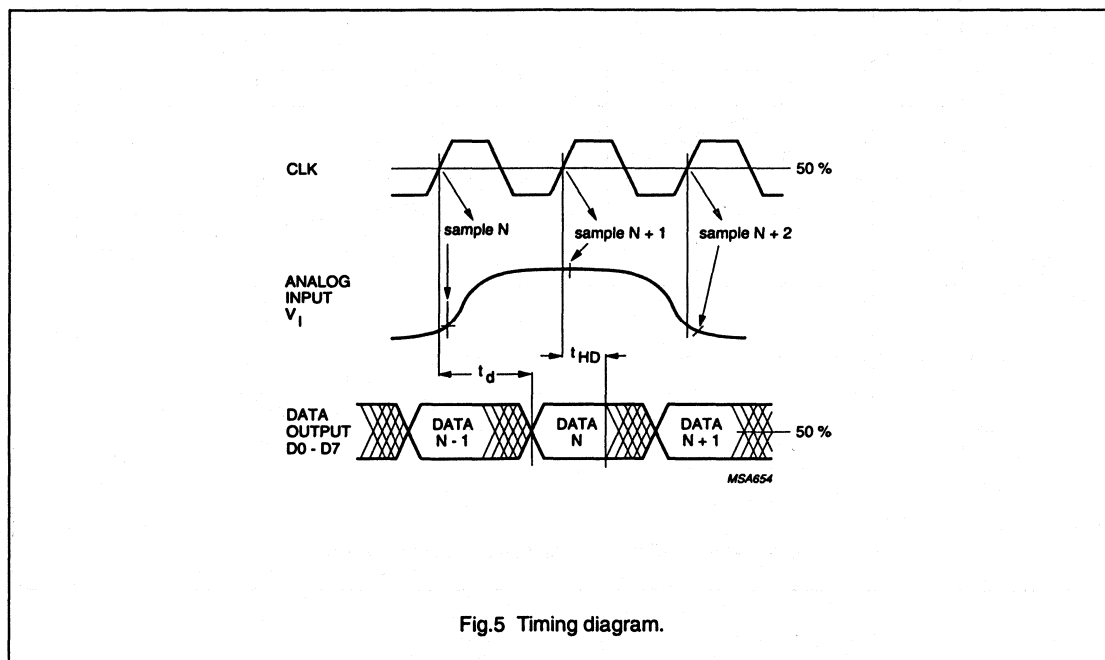 CLK
50 %
sample N
sample N + 1
sample N + 2
ANALOG
INPUT
V I
t HD
t d
DATA
OUTPUT
D0 - D7
DATA
N - 1
DATA
N
DATA
N + 1
50 %
MSA654
Fig.5 Timing diagram.